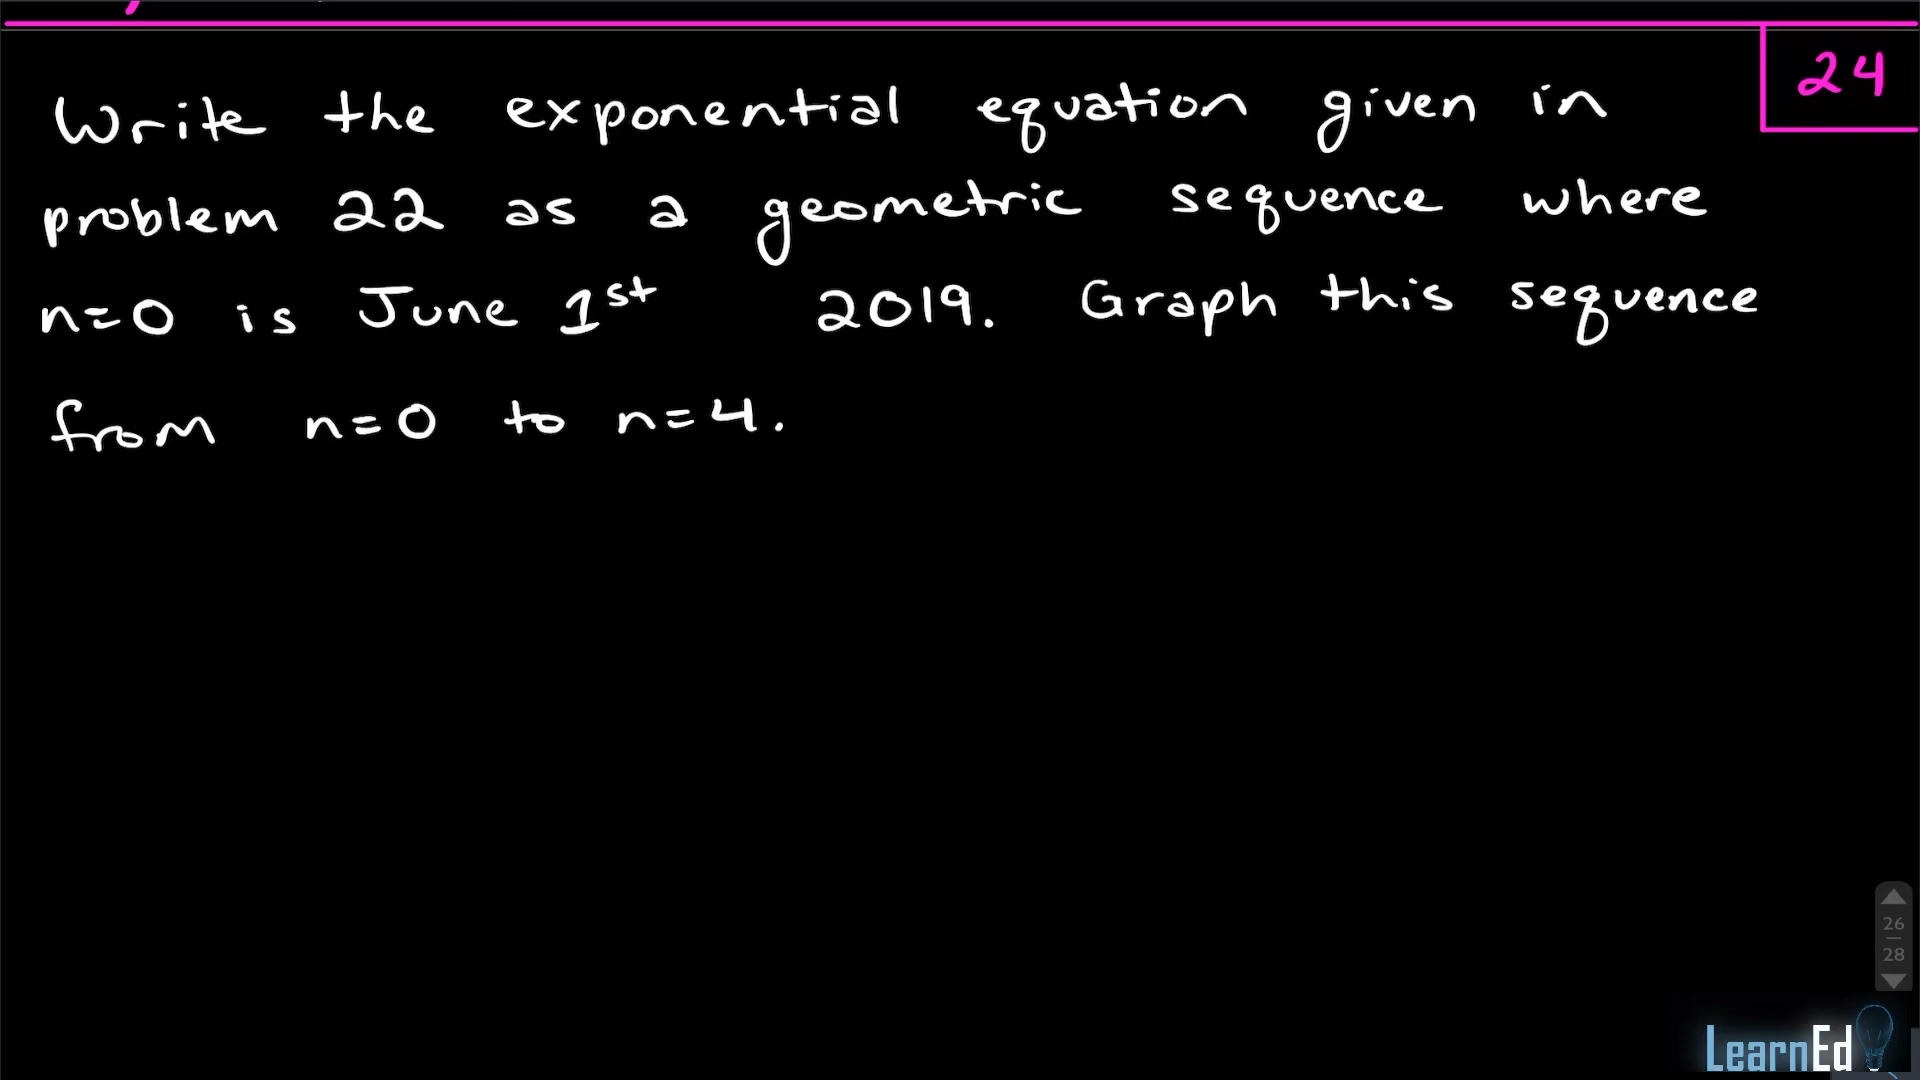 24
Write the exponential equation given in
problem 22 as a geometric sequence where
n=0 is June 1st 2019. Graph this sequence
from n=0 to n=4.
26
28
LearnEd